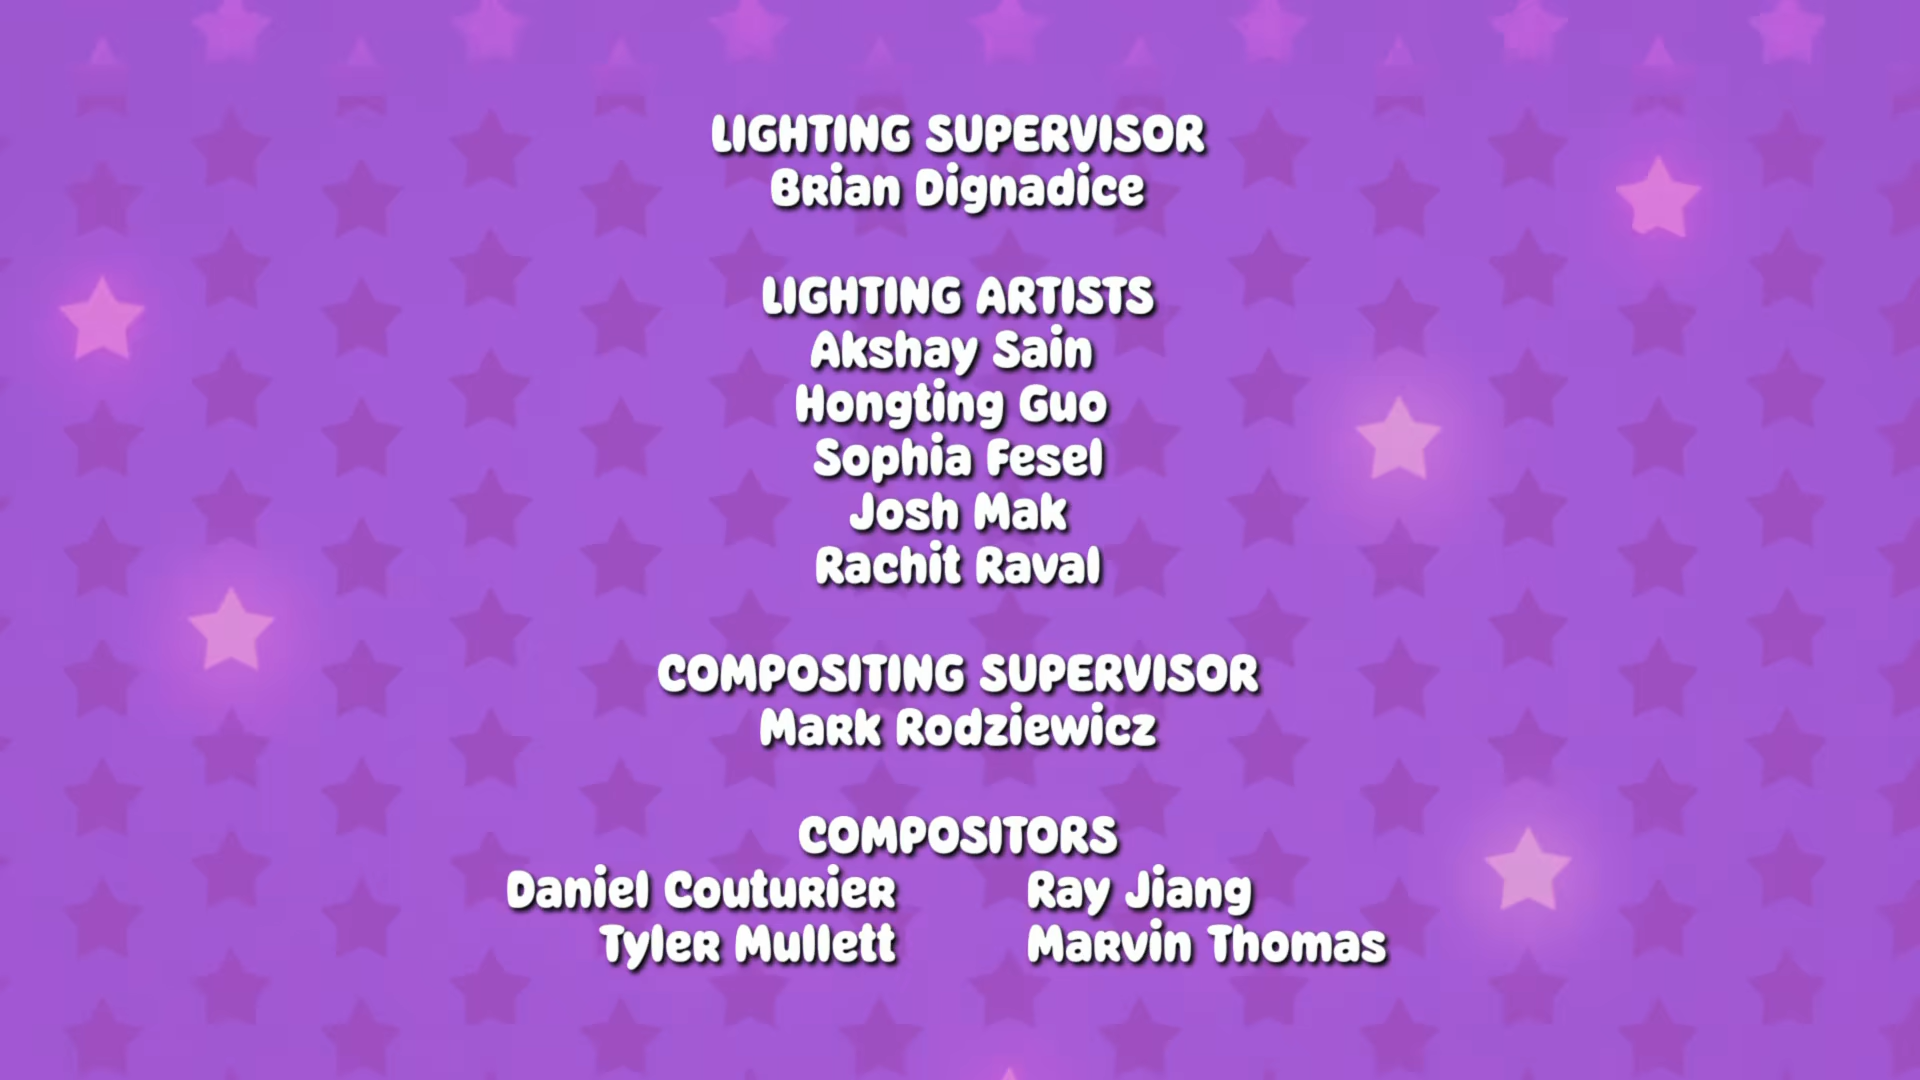 LIGHTING SUPERVISOR
Brian Dignadice
LIGHTING ARTISTS
Akshay Sain
Hongting Guo
Sophia Fesel
Josh Mak
Rachit Raval
COMPOSITING SUPERVISOR
Mark Rodziewicz
COMPOSITORS
Daniel Couturier Ray Jiang
Tyler Mullett Marvin Thomas